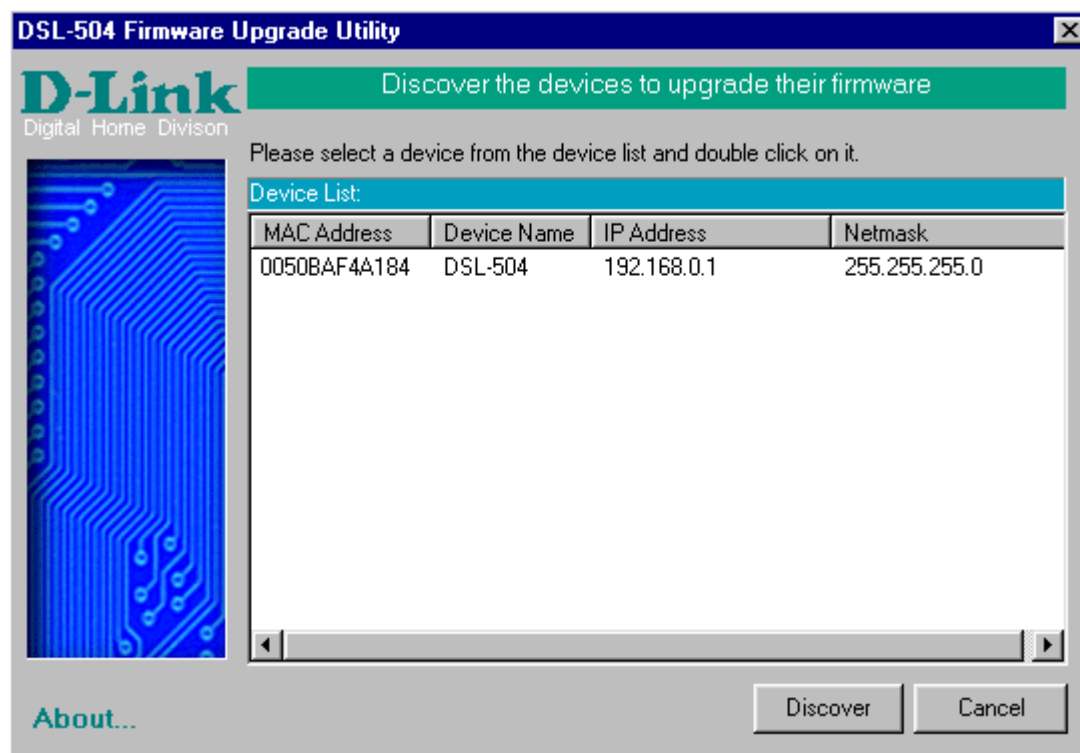 DSL-504 Firmware Upgrade Utility
D-Link
Digital Home Divison
Discover the devices to upgrade their firmware
Please select a device from the device list and double click on it.
Device List:
MAC Address Device Name IP Address Netmask
0050BAF4A184 DSL-504 192.168.0.1 255.255.255.0
About...
Discover Cancel